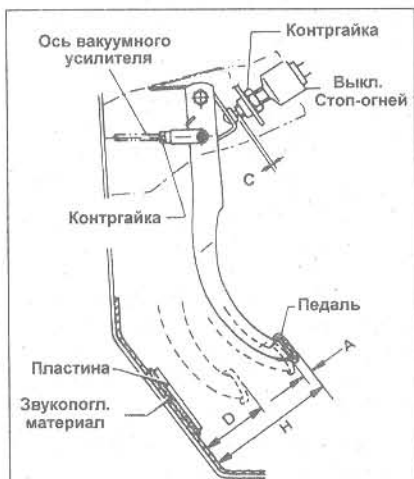 Ось вакуумного
усилителя
Контргайка
Выкл.
Стоп-огней
C
Контргайка
Педаль
A
Пластина
D
H
Звукопогл.
материал